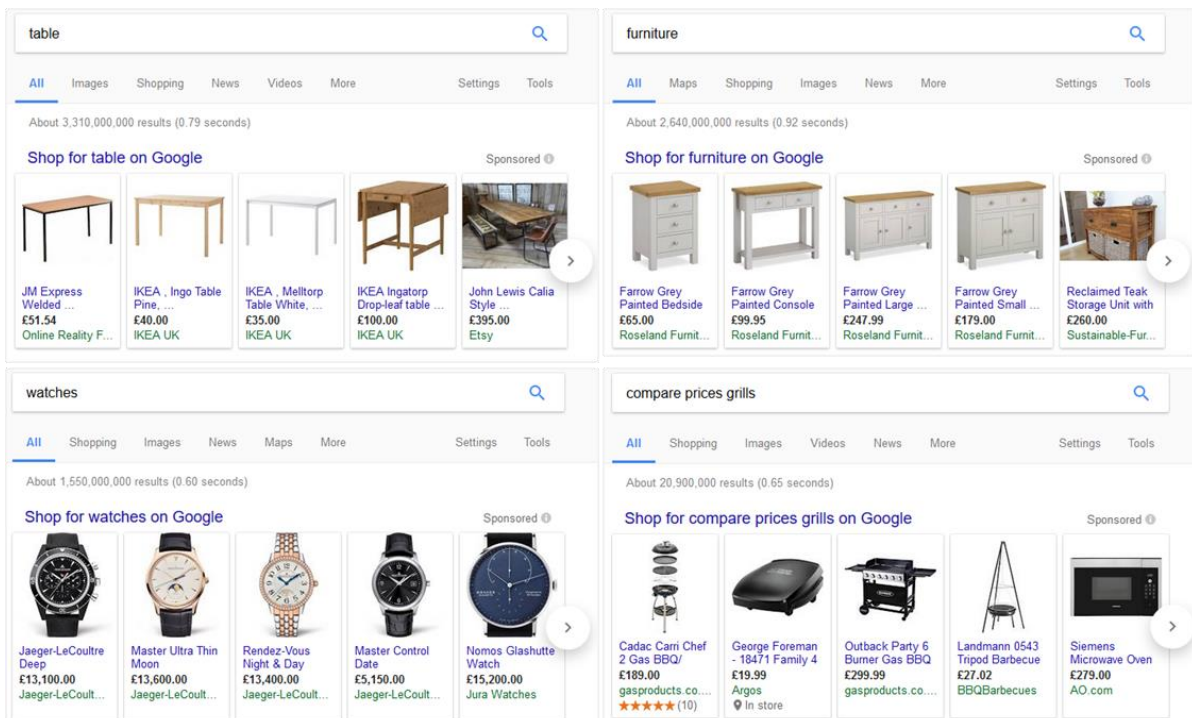 table
All Images Shopping News Videos More Settings Tools
About 3,310,000,000 results (0.79 seconds)
Shop for table on Google Sponsored
JM Express Welded ...
£51.54
Online Reality F...
IKEA , Ingo Table Pine, ...
£40.00
IKEA UK
IKEA , Melltorp Table White, ...
£35.00
IKEA UK
IKEA Ingatorp Drop-leaf table ...
£100.00
IKEA UK
John Lewis Calia Style ...
£395.00
Etsy
furniture
All Maps Shopping Images News More Settings Tools
About 2,640,000,000 results (0.92 seconds)
Shop for furniture on Google Sponsored
Farrow Grey Painted Bedside
£65.00
Roseland Furnit...
Farrow Grey Painted Console
£99.95
Roseland Furnit...
Farrow Grey Painted Large ...
£247.99
Roseland Furnit...
Farrow Grey Painted Small ...
£179.00
Roseland Furnit...
Reclaimed Teak Storage Unit with
£260.00
Sustainable-Fur...
watches
All Shopping Images News Maps More Settings Tools
About 1,550,000,000 results (0.60 seconds)
Shop for watches on Google Sponsored
Jaeger-LeCoultre Deep
£13,100.00
Jaeger-LeCoult...
Master Ultra Thin Moon
£13,600.00
Jaeger-LeCoult...
Rendez-Vous Night & Day
£13,400.00
Jaeger-LeCoult...
Master Control Date
£5,150.00
Jaeger-LeCoult...
Nomos Glashutte Watch
£15,200.00
Jura Watches
compare prices grills
All Shopping Images Videos News More Settings Tools
About 20,900,000 results (0.65 seconds)
Shop for compare prices grills on Google Sponsored
Cadac Carri Chef 2 Gas BBQ/
£189.00
gasproducts.co....
(10)
George Foreman - 18471 Family 4
£19.99
Argos
In store
Outback Party 6 Burner Gas BBQ
£299.99
gasproducts.co....
Landmann 0543 Tripod Barbecue
£27.02
BBQBarbecues
Siemens Microwave Oven
£279.00
AO.com